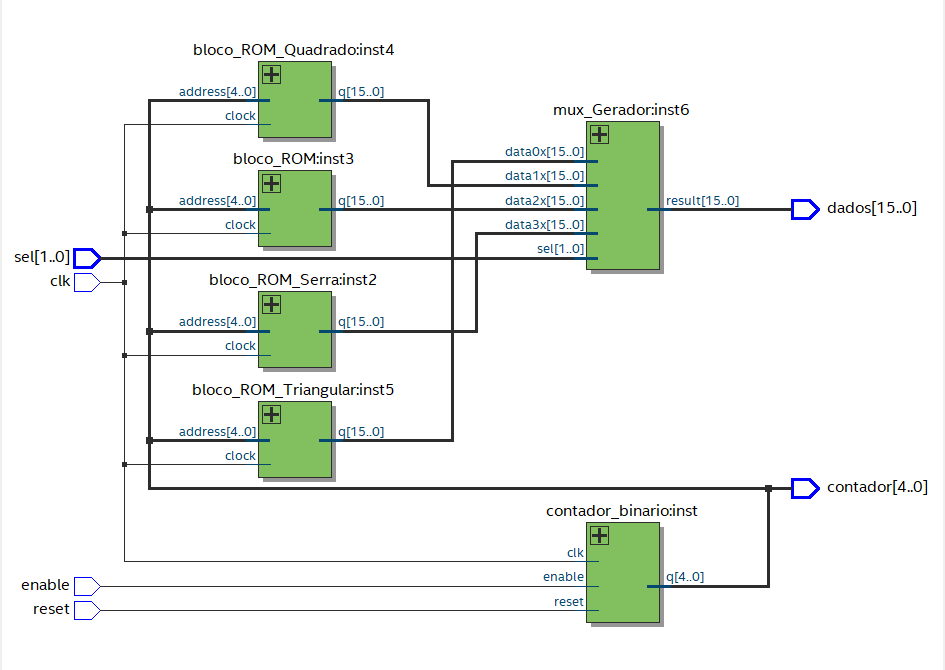 bloco_ROM_Quadrado:inst4
address[4..0]
q[15..0]
clock
mux_Gerador:inst6
bloco_ROM:inst3
data0x[15..0]
data1x[15..0]
address[4..0]
q[15..0]
data2x[15..0]
result[15..0]
dados[15..0]
clock
data3x[15..0]
sel[1..0]
sel[1..0]
clk
bloco_ROM_Serra:inst2
address[4..0]
q[15..0]
clock
bloco_ROM_Triangular:inst5
address[4..0]
q[15..0]
clock
contador[4..0]
contador_binario:inst
clk
enable
enable
q[4..0]
reset
reset